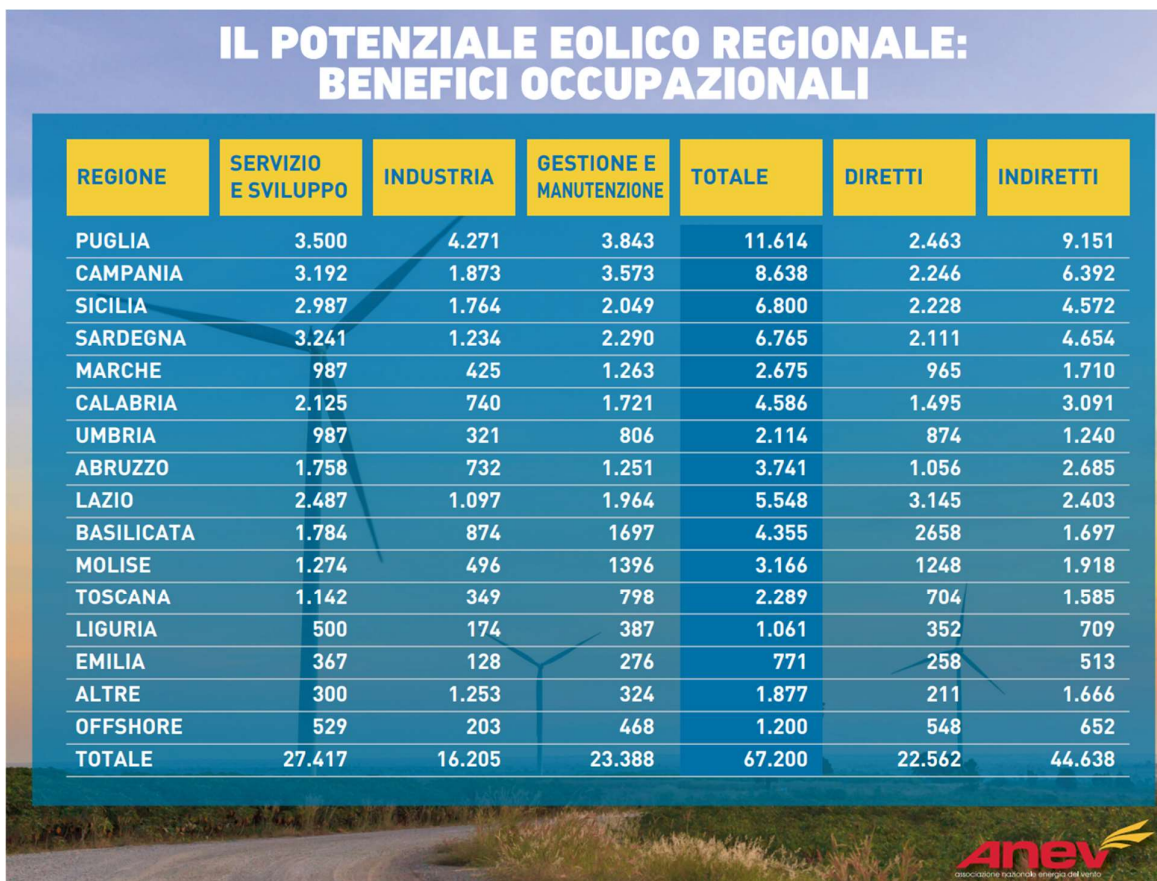 IL POTENZIALE EOLICO REGIONALE:
BENEFICI OCCUPAZIONALI
REGIONE SERVIZIO E SVILUPPO INDUSTRIA GESTIONE E MANUTENZIONE TOTALE DIRETTI INDIRETTI
PUGLIA 3.500 4.271 3.843 11.614 2.463 9.151
CAMPANIA 3.192 1.873 3.573 8.638 2.246 6.392
SICILIA 2.987 1.764 2.049 6.800 2.228 4.572
SARDEGNA 3.241 1.234 2.290 6.765 2.111 4.654
MARCHE 987 425 1.263 2.675 965 1.710
CALABRIA 2.125 740 1.721 4.586 1.495 3.091
UMBRIA 987 321 806 2.114 874 1.240
ABRUZZO 1.758 732 1.251 3.741 1.056 2.685
LAZIO 2.487 1.097 1.964 5.548 3.145 2.403
BASILICATA 1.784 874 1697 4.355 2658 1.697
MOLISE 1.274 496 1396 3.166 1248 1.918
TOSCANA 1.142 349 798 2.289 704 1.585
LIGURIA 500 174 387 1.061 352 709
EMILIA 367 128 276 771 258 513
ALTRE 300 1.253 324 1.877 211 1.666
OFFSHORE 529 203 468 1.200 548 652
TOTALE 27.417 16.205 23.388 67.200 22.562 44.638
Anev
associazione nazionale energia del vento